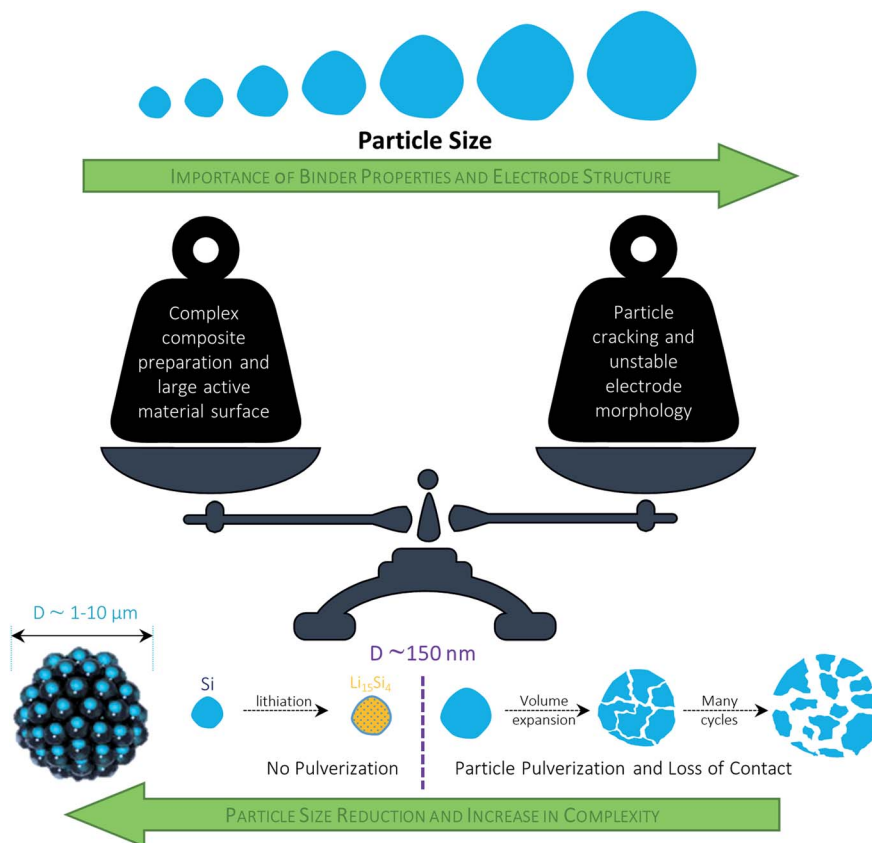 Particle Size
IMPORTANCE OF BINDER PROPERTIES AND ELECTRODE STRUCTURE
Complex
composite
preparation and
large active
material surface
Particle
cracking and
unstable
electrode
morphology
D ~ 1-10 µm
D ~150 nm
Si
lithiation
Li₁₅Si₄
Volume
expansion
Many
cycles
No Pulverization
Particle Pulverization and Loss of Contact
PARTICLE SIZE REDUCTION AND INCREASE IN COMPLEXITY